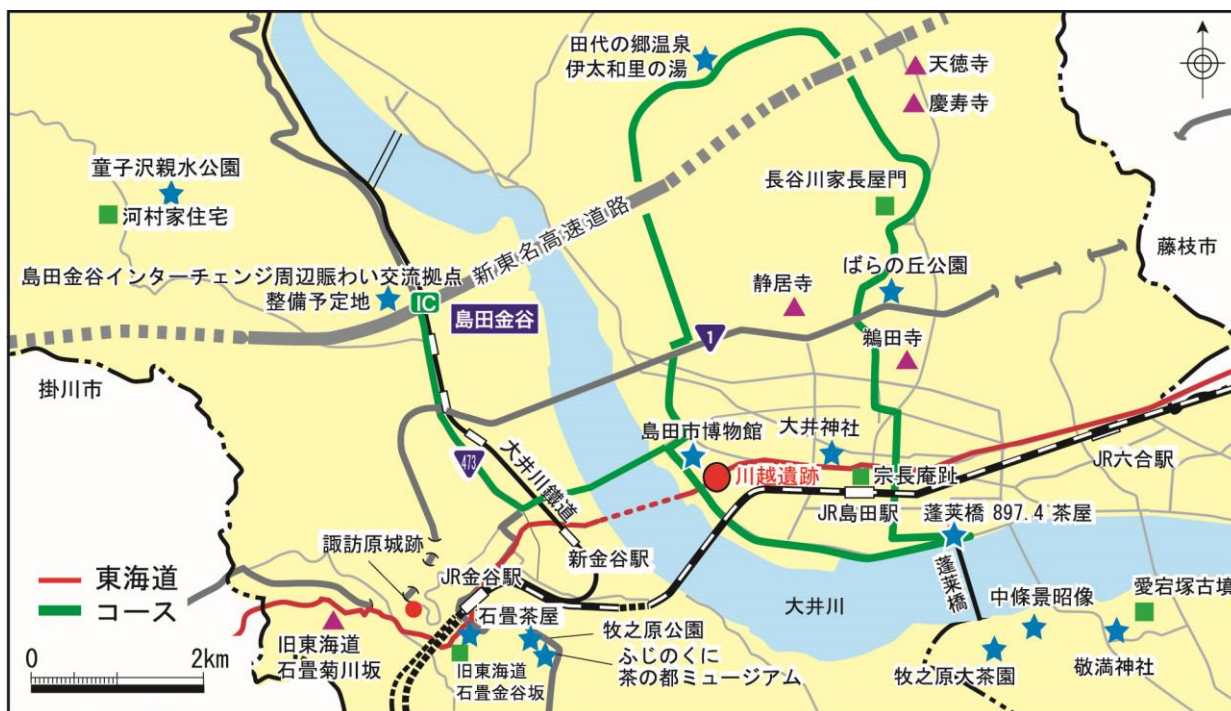 田代の郷温泉
伊太和里の湯
天徳寺
慶寿寺
童子沢親水公園
河村家住宅
長谷川家長屋門
新東名高速道路
藤枝市
島田金谷インターチェンジ周辺賑わい交流拠点
整備予定地
IC
島田金谷
ばらの丘公園
静居寺
1
鵜田寺
掛川市
島田市博物館
大井神社
473
大井川鐵道
川越遺跡
宗長庵趾
JR六合駅
JR島田駅
蓬莱橋 897.4 茶屋
諏訪原城跡
新金谷駅
JR金谷駅
東海道
コース
石畳茶屋
大井川
蓬莱橋
中條景昭像
愛宕塚古墳
牧之原公園
ふじのくに
茶の都ミュージアム
旧東海道
石畳菊川坂
旧東海道
石畳金谷坂
牧之原大茶園
敬満神社
0
2km